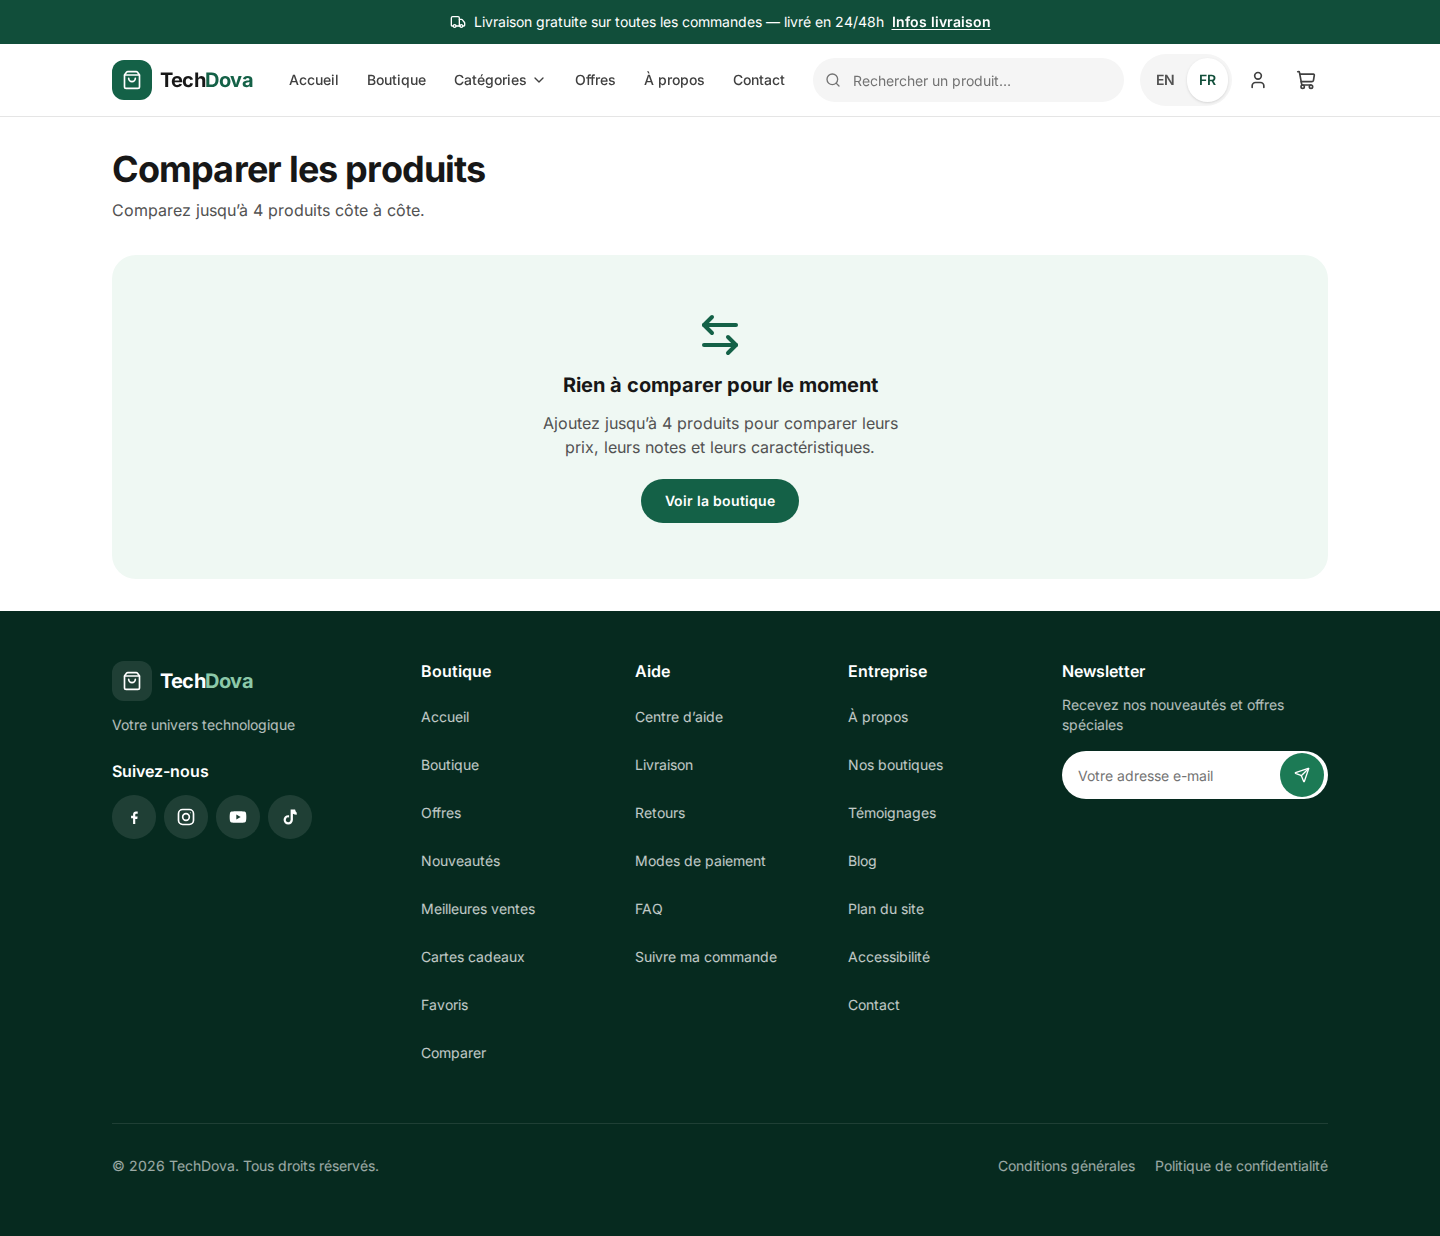 Livraison gratuite sur toutes les commandes — livré en 24/48h Infos livraison
TechDova Accueil Boutique Catégories Offres À propos Contact Rechercher un produit... EN FR
Comparer les produits
Comparez jusqu’à 4 produits côte à côte.
Rien à comparer pour le moment
Ajoutez jusqu’à 4 produits pour comparer leurs
prix, leurs notes et leurs caractéristiques.
Voir la boutique
TechDova
Votre univers technologique
Suivez-nous
Boutique
Accueil
Boutique
Offres
Nouveautés
Meilleures ventes
Cartes cadeaux
Favoris
Comparer
Aide
Centre d’aide
Livraison
Retours
Modes de paiement
FAQ
Suivre ma commande
Entreprise
À propos
Nos boutiques
Témoignages
Blog
Plan du site
Accessibilité
Contact
Newsletter
Recevez nos nouveautés et offres
spéciales
Votre adresse e-mail
© 2026 TechDova. Tous droits réservés.
Conditions générales Politique de confidentialité